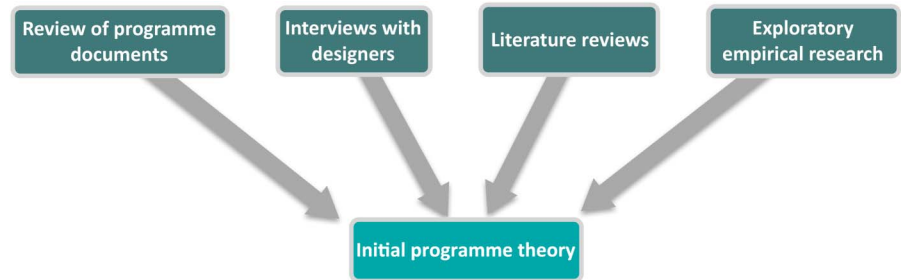 Review of programme
documents
Interviews with
designers
Literature reviews
Exploratory
empirical research
Initial programme theory